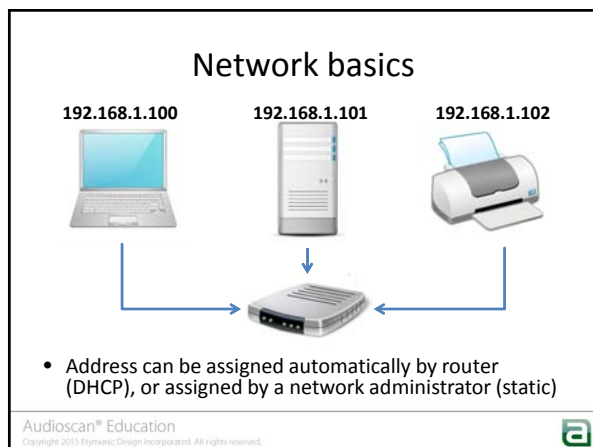 Network basics
192.168.1.100 192.168.1.101 192.168.1.102
• Address can be assigned automatically by router
(DHCP), or assigned by a network administrator (static)
Audioscan® Education
Copyright 2015 Etymonic Design Incorporated. All rights reserved.
a